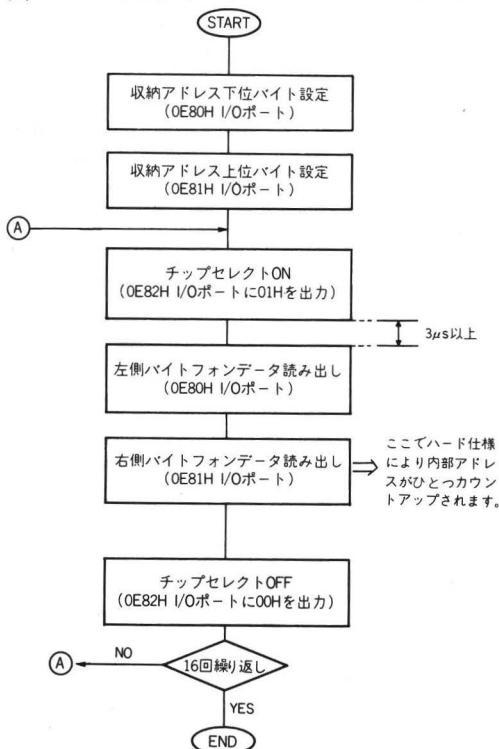 START
収納アドレス下位バイト設定
(0E80H I/Oポート)
収納アドレス上位バイト設定
(0E81H I/Oポート)
A
チップセレクトON
(0E82H I/Oポートに01Hを出力)
3μs以上
左側バイトフォンデータ読み出し
(0E80H I/Oポート)
右側バイトフォンデータ読み出し
(0E81H I/Oポート)
ここでハード仕様
により内部アドレ
スがひとつカウン
トアップされます。
チップセレクトOFF
(0E82H I/Oポートに00Hを出力)
A
NO
16回繰り返し
YES
END